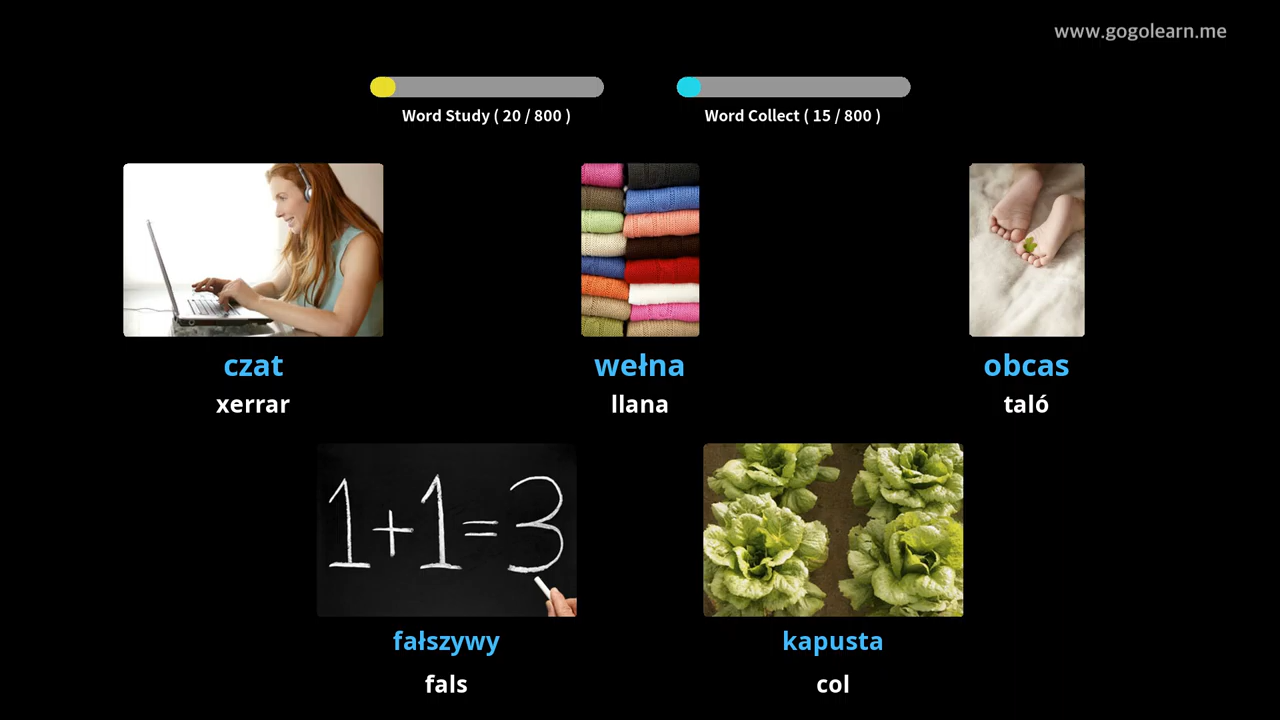 www.gogolearn.me
Word Study ( 20 / 800 )
Word Collect ( 15 / 800 )
czat
wełna
obcas
xerrar
llana
taló
1+1=3
fałszywy
kapusta
fals
col